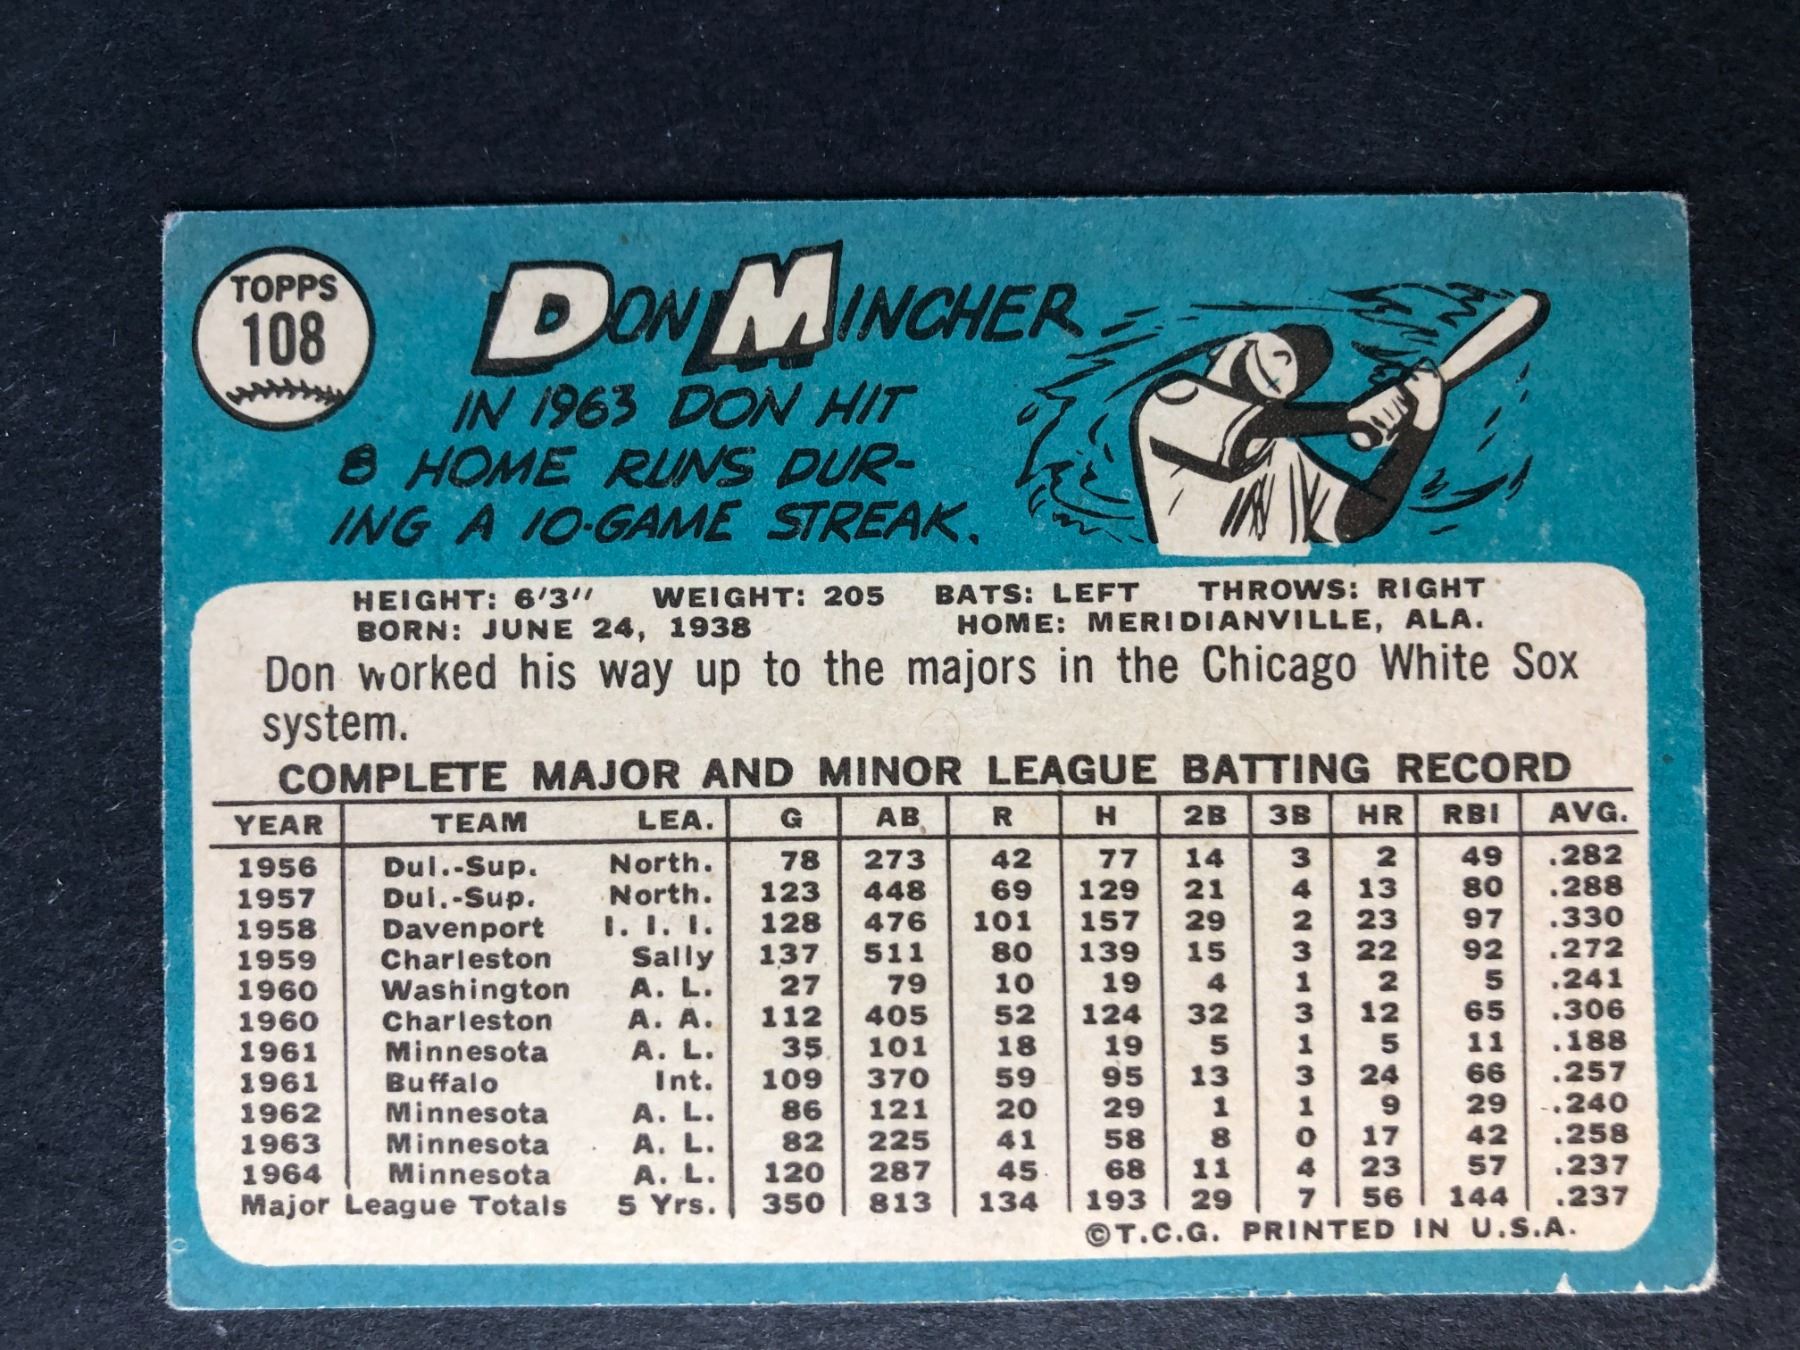 TOPPS
108
DON MINCHER
IN 1963 DON HIT
8 HOME RUNS DUR-
ING A 10-GAME STREAK.
HEIGHT: 6'3" WEIGHT: 205 BATS: LEFT THROWS: RIGHT
BORN: JUNE 24, 1938 HOME: MERIDIANVILLE, ALA.
Don worked his way up to the majors in the Chicago White Sox
system.
COMPLETE MAJOR AND MINOR LEAGUE BATTING RECORD
YEAR TEAM LEA. G AB R H 2B 3B HR RBI AVG.
1956 Dul.-Sup. North. 78 273 42 77 14 3 2 49 .282
1957 Dul.-Sup. North. 123 448 69 129 21 4 13 80 .288
1958 Davenport I. I. I. 128 476 101 157 29 2 23 97 .330
1959 Charleston Sally 137 511 80 139 15 3 22 92 .272
1960 Washington A. L. 27 79 10 19 4 1 2 5 .241
1960 Charleston A. A. 112 405 52 124 32 3 12 65 .306
1961 Minnesota A. L. 35 101 18 19 5 1 5 11 .188
1961 Buffalo Int. 109 370 59 95 13 3 24 66 .257
1962 Minnesota A. L. 86 121 20 29 1 1 9 29 .240
1963 Minnesota A. L. 82 225 41 58 8 0 17 42 .258
1964 Minnesota A. L. 120 287 45 68 11 4 23 57 .237
Major League Totals 5 Yrs. 350 813 134 193 29 7 56 144 .237
©T.C.G. PRINTED IN U.S.A.